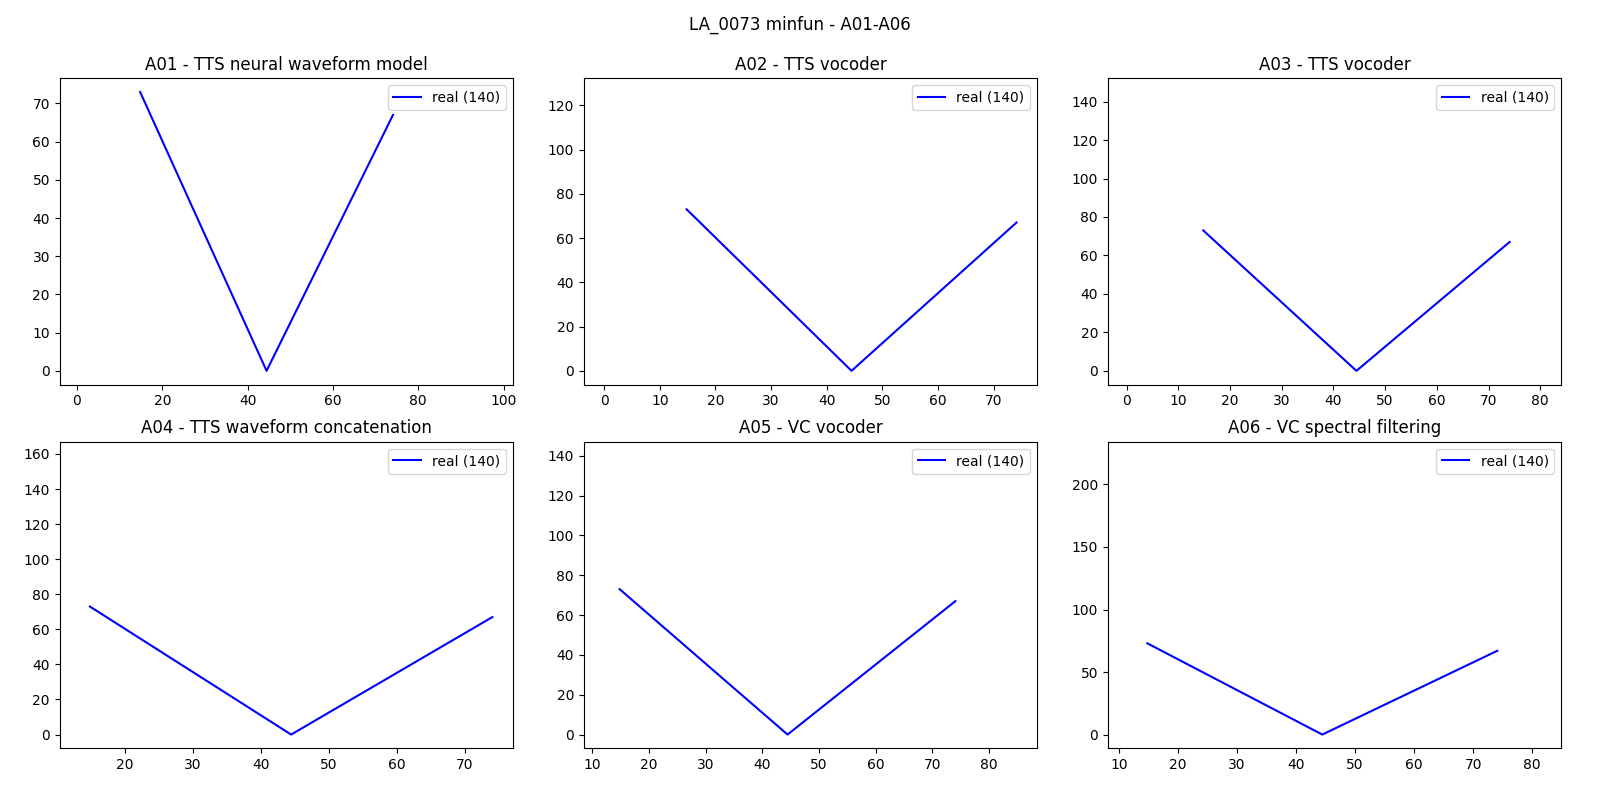 LA_0073 minfun - A01-A06
A01 - TTS neural waveform model
real (140)
70
60
50
40
30
20
10
0
0 20 40 60 80 100
A02 - TTS vocoder
real (140)
120
100
80
60
40
20
0
0 10 20 30 40 50 60 70
A03 - TTS vocoder
real (140)
140
120
100
80
60
40
20
0
0 10 20 30 40 50 60 70 80
A04 - TTS waveform concatenation
real (140)
160
140
120
100
80
60
40
20
0
20 30 40 50 60 70
A05 - VC vocoder
real (140)
140
120
100
80
60
40
20
0
10 20 30 40 50 60 70 80
A06 - VC spectral filtering
real (140)
200
150
100
50
0
10 20 30 40 50 60 70 80